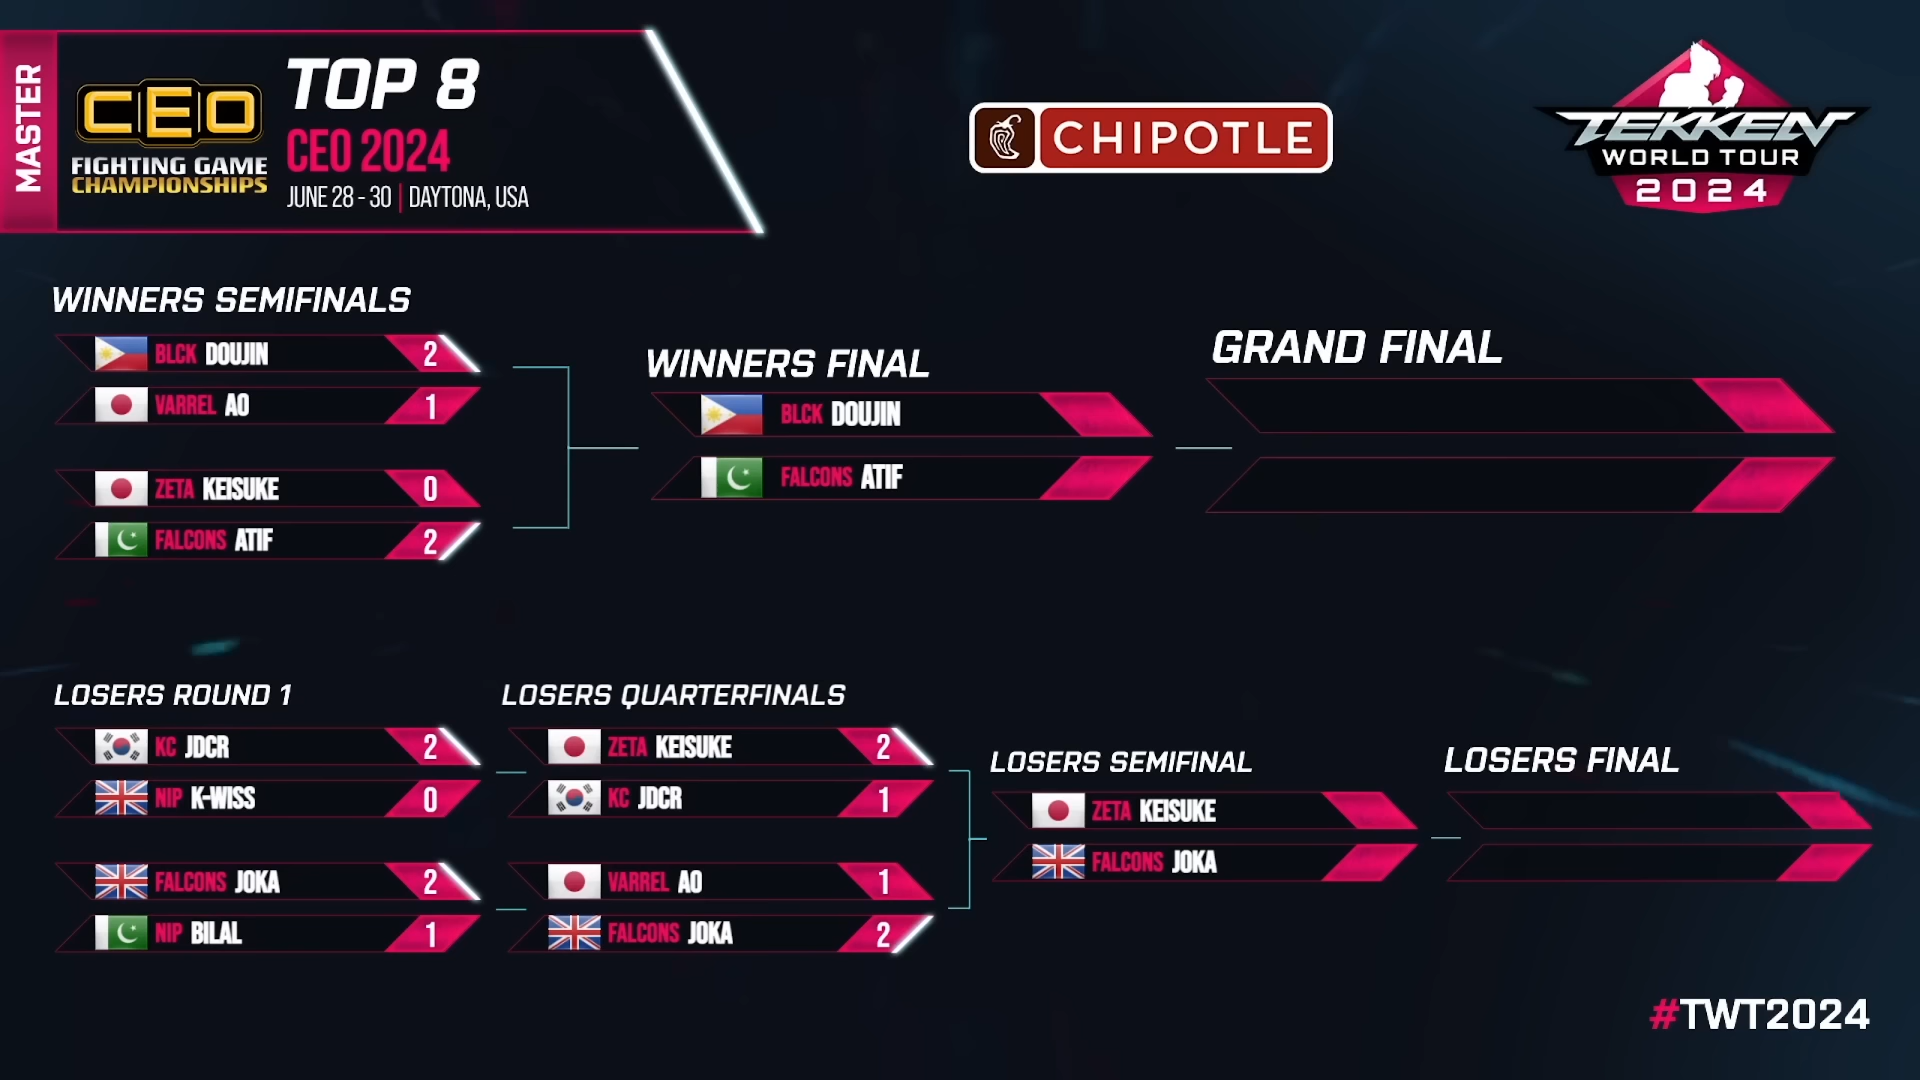 MASTER
CEO
FIGHTING GAME
CHAMPIONSHIPS
TOP 8
CEO 2024
JUNE 28 - 30 | DAYTONA, USA
CHIPOTLE
TEKKEN
WORLD TOUR
2024
WINNERS SEMIFINALS
BLCK DOUJIN 2
VARREL AO 1
ZETA KEISUKE 0
FALCONS ATIF 2
WINNERS FINAL
BLCK DOUJIN
FALCONS ATIF
GRAND FINAL
LOSERS ROUND 1
KC JDCR 2
NIP K-WISS 0
FALCONS JOKA 2
NIP BILAL 1
LOSERS QUARTERFINALS
ZETA KEISUKE 2
KC JDCR 1
VARREL AO 1
FALCONS JOKA 2
LOSERS SEMIFINAL
ZETA KEISUKE
FALCONS JOKA
LOSERS FINAL
#TWT2024